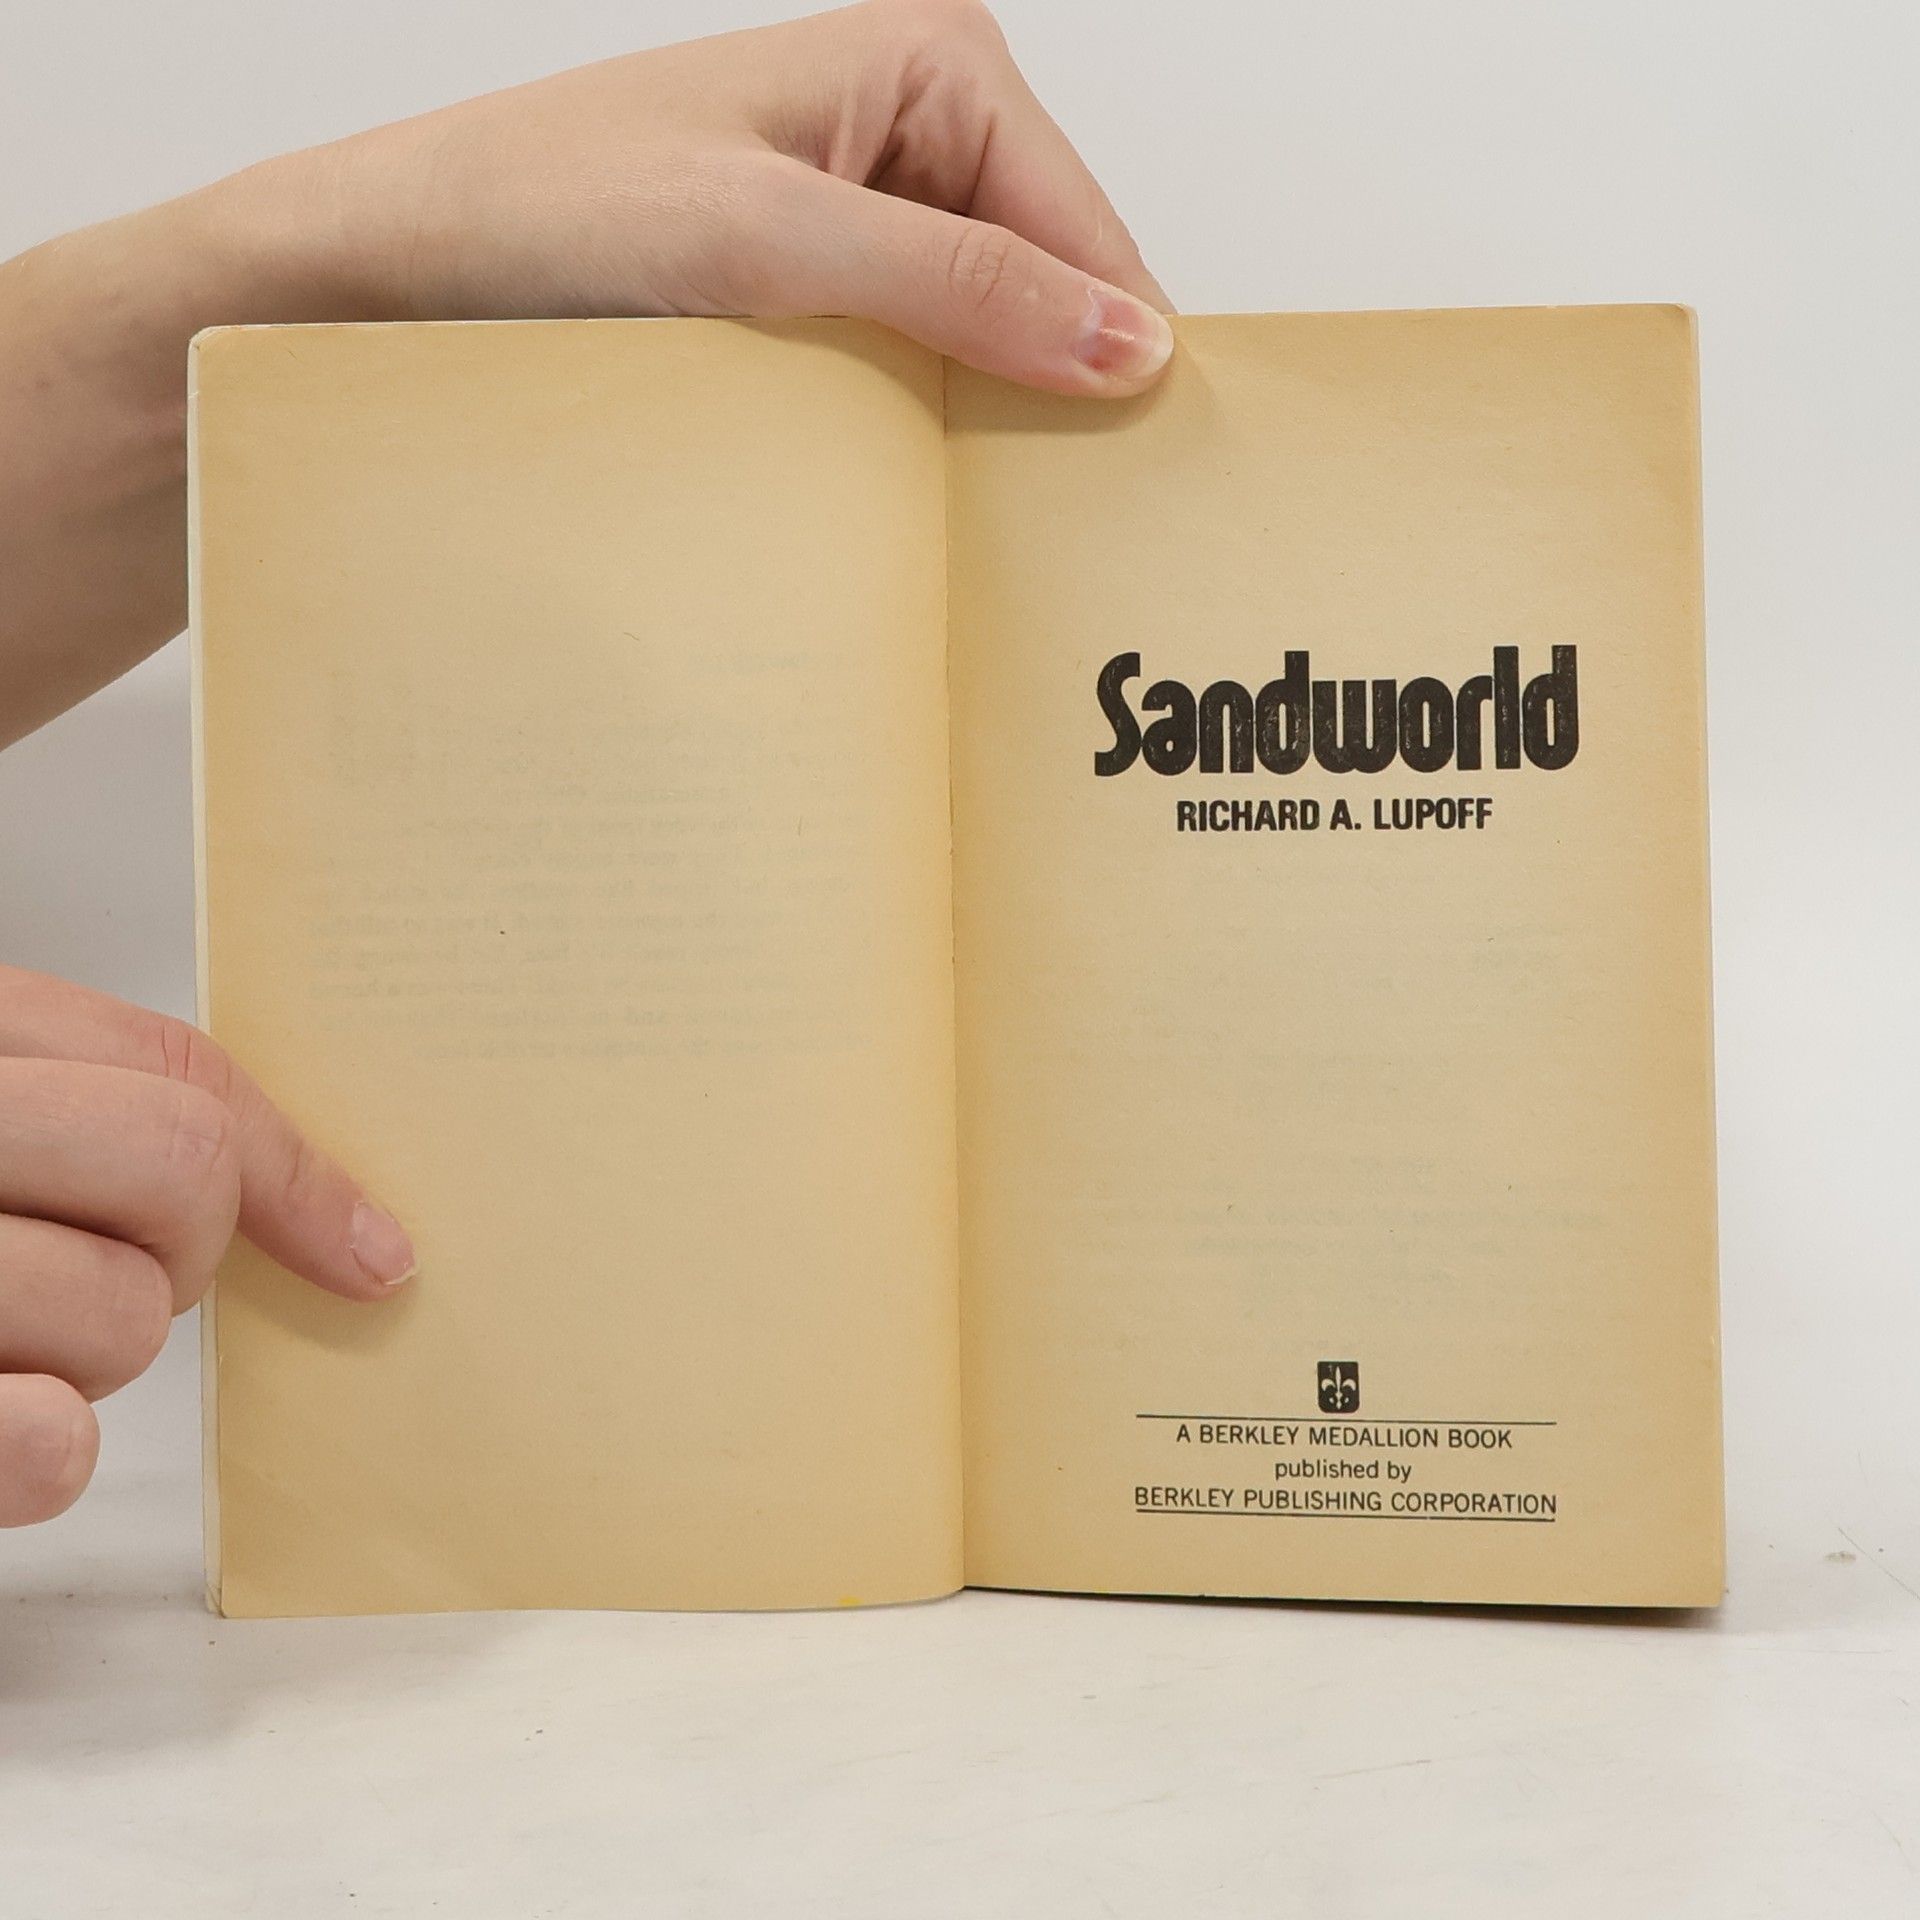 Sandworld
RICHARD A. LUPOFF
A BERKLEY MEDALLION BOOK
published by
BERKLEY PUBLISHING CORPORATION